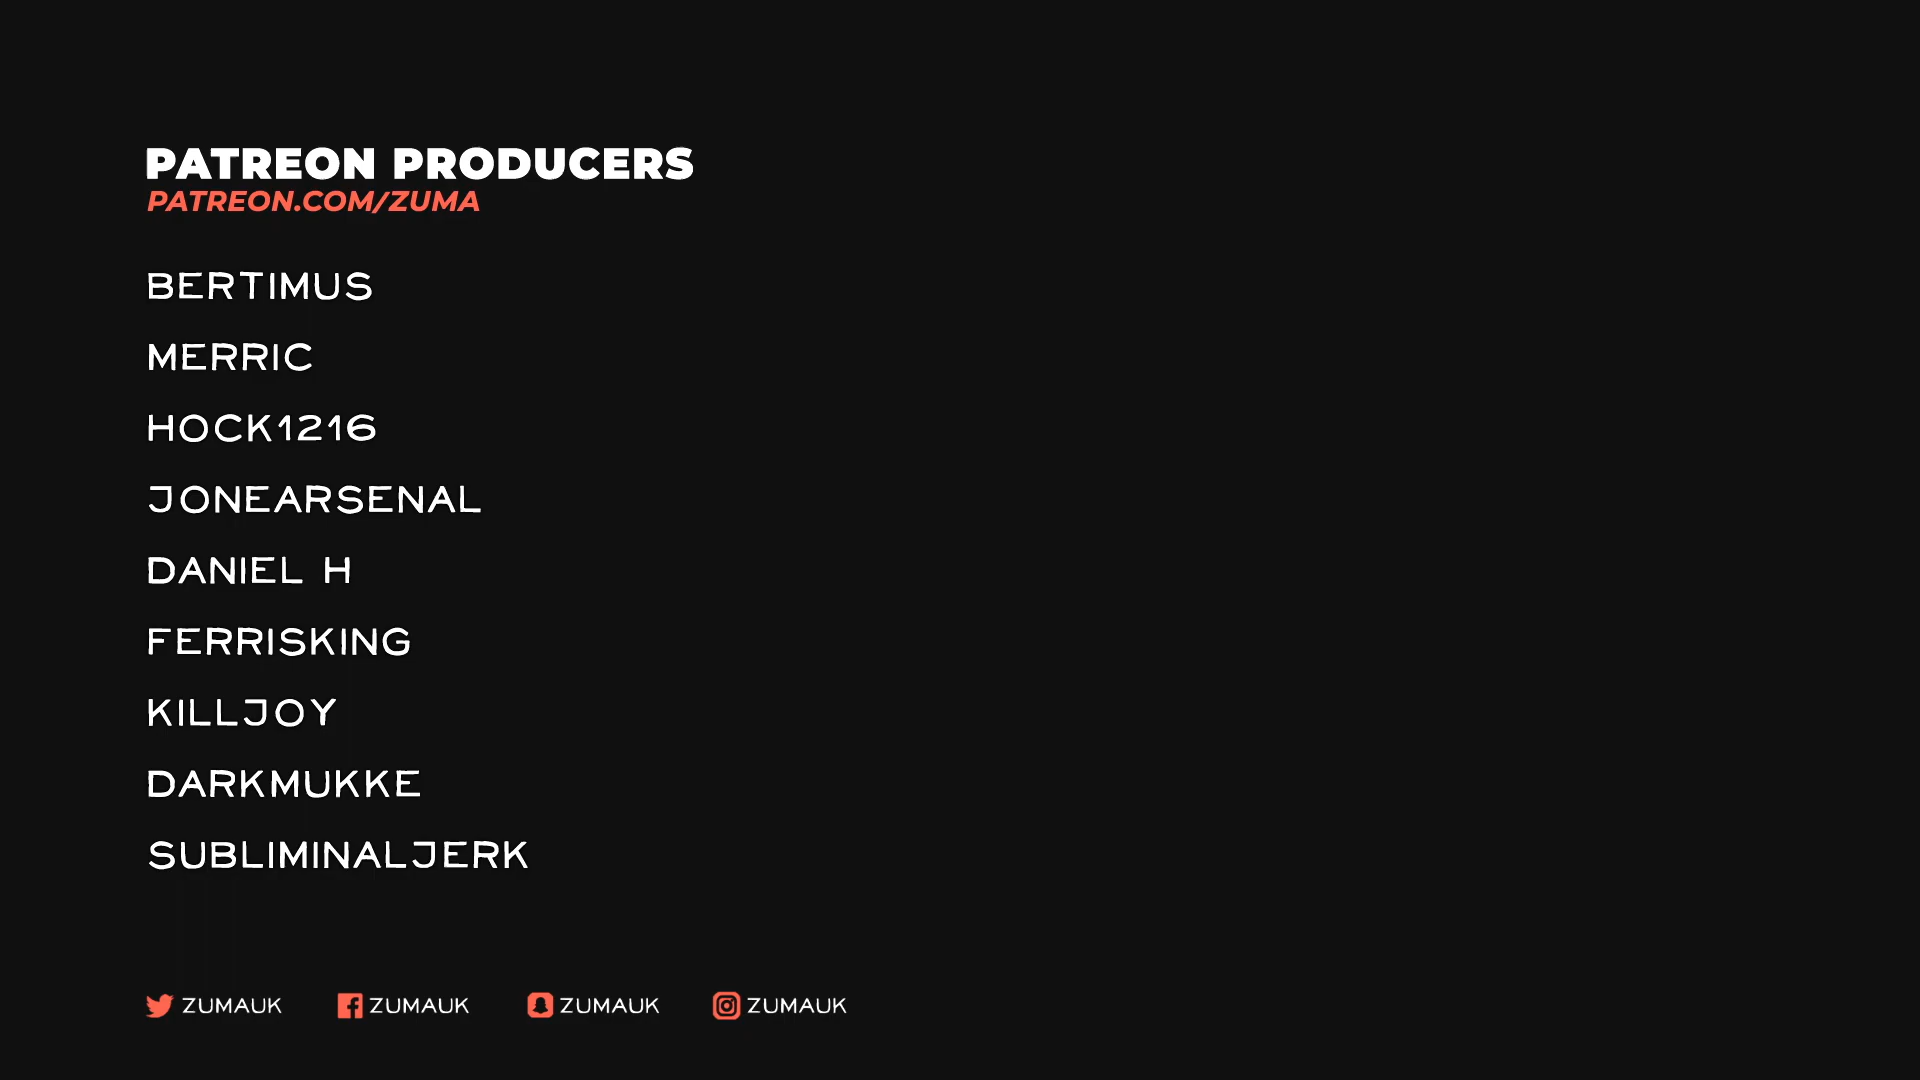 PATREON PRODUCERS
PATREON.COM/ZUMA
BERTIMUS
MERRIC
HOCK1216
JONEARSENAL
DANIEL H
FERRISKING
KILLJOY
DARKMUKKE
SUBLIMINALJERK
ZUMAUK ZUMAUK ZUMAUK ZUMAUK